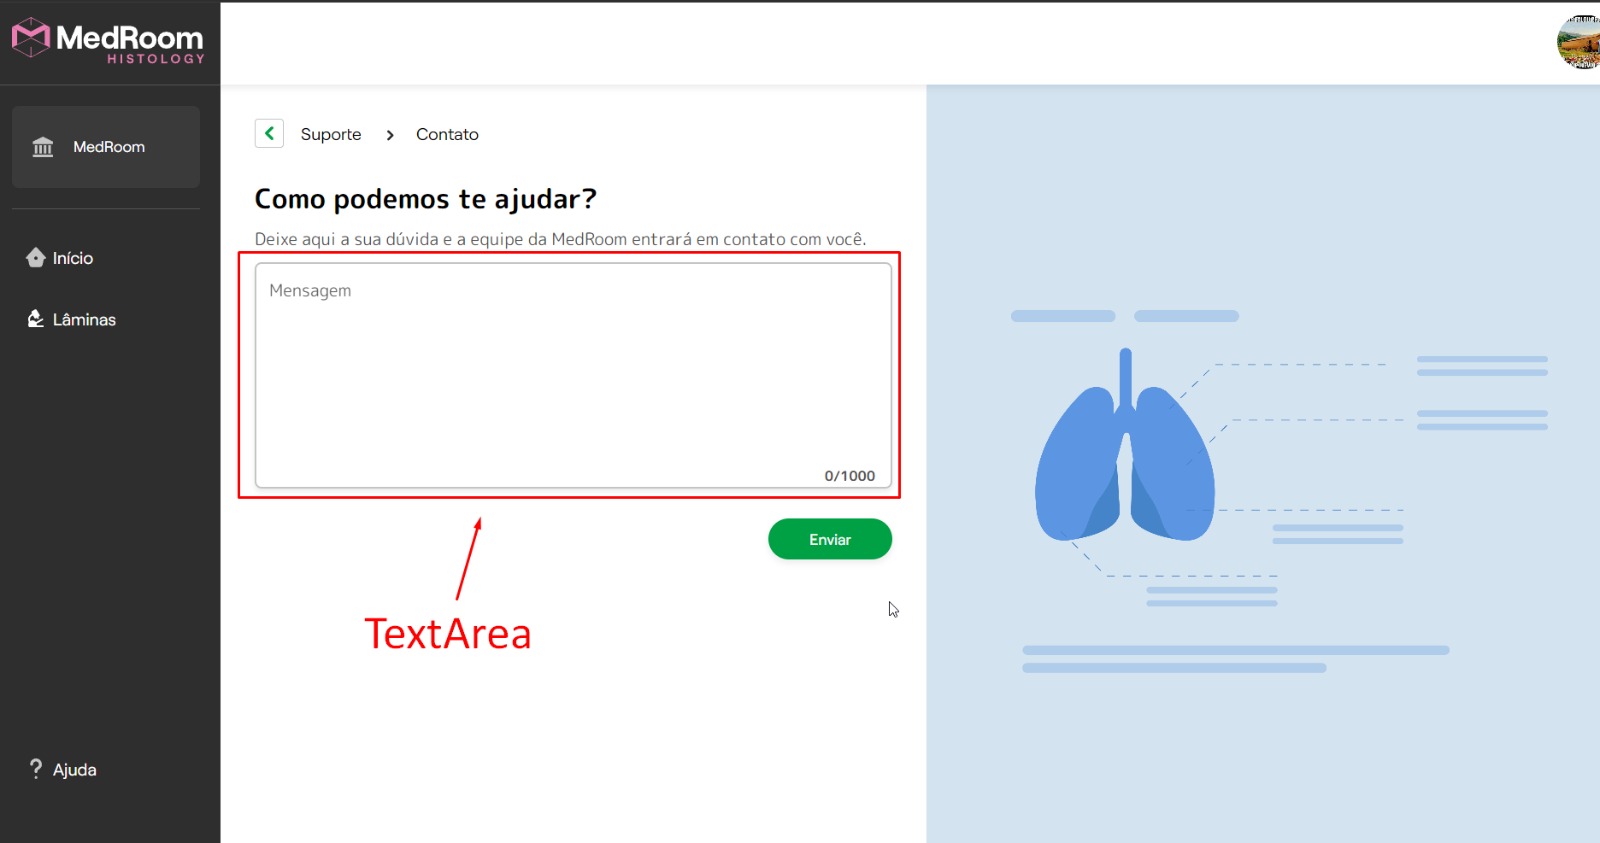 MedRoom
HISTOLOGY
MedRoom
Início
Lâminas
Ajuda
Suporte > Contato
Como podemos te ajudar?
Deixe aqui a sua dúvida e a equipe da MedRoom entrará em contato com você.
Mensagem
0/1000
Enviar
TextArea